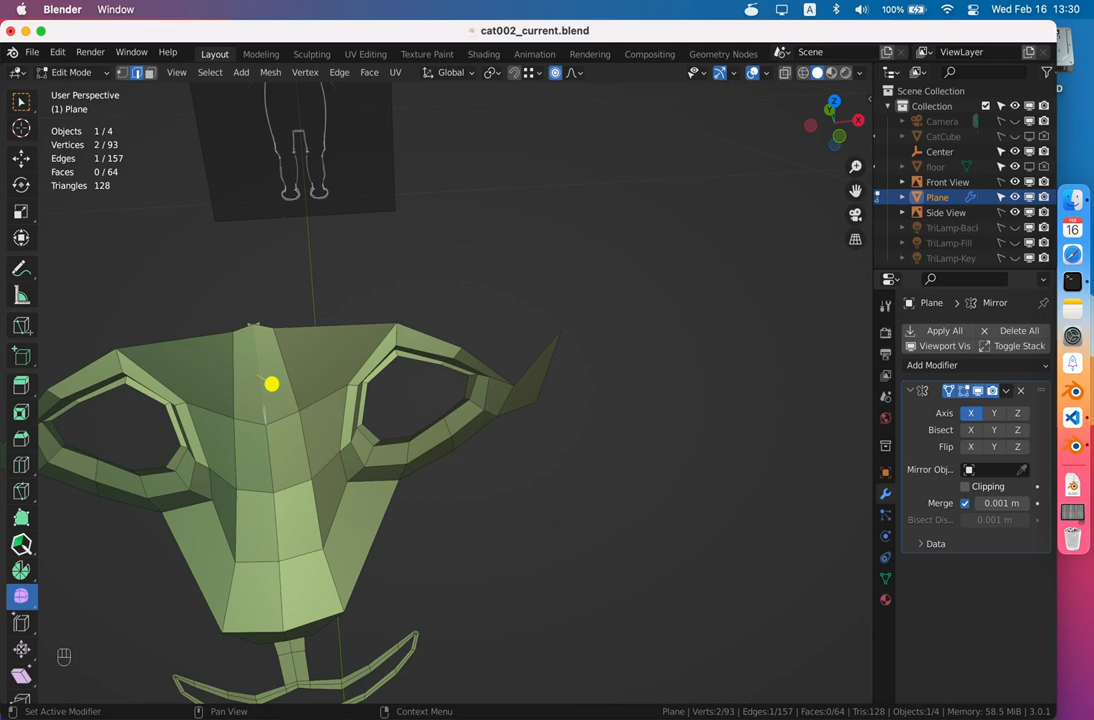 Blender Window
A
100%
Wed Feb 16 13:30
cat002_current.blend
File Edit Render Window Help
Layout Modeling Sculpting UV Editing Texture Paint Shading Animation Rendering Compositing Geometry Nodes
Scene
ViewLayer
Edit Mode
View Select Add Mesh Vertex Edge Face UV
Global
User Perspective
(1) Plane
Objects 1 / 4
Vertices 2 / 93
Edges 1 / 157
Faces 0 / 64
Triangles 128
Z
Y
X
Scene Collection
Collection
Camera
CatCube
Center
floor
Front View
Plane
Side View
TriLamp-Back
TriLamp-Fill
TriLamp-Key
FEB
16
Plane > Mirror
Apply All
Delete All
Viewport Vis
Toggle Stack
Add Modifier
Axis X Y Z
Bisect X Y Z
Flip X Y Z
Mirror Obj...
Clipping
Merge 0.001 m
Bisect Dis... 0.001 m
Data
Set Active Modifier
Pan View
Context Menu
Plane | Verts:2/93 | Edges:1/157 | Faces:0/64 | Tris:128 | Objects:1/4 | Memory: 58.5 MiB | 3.0.1